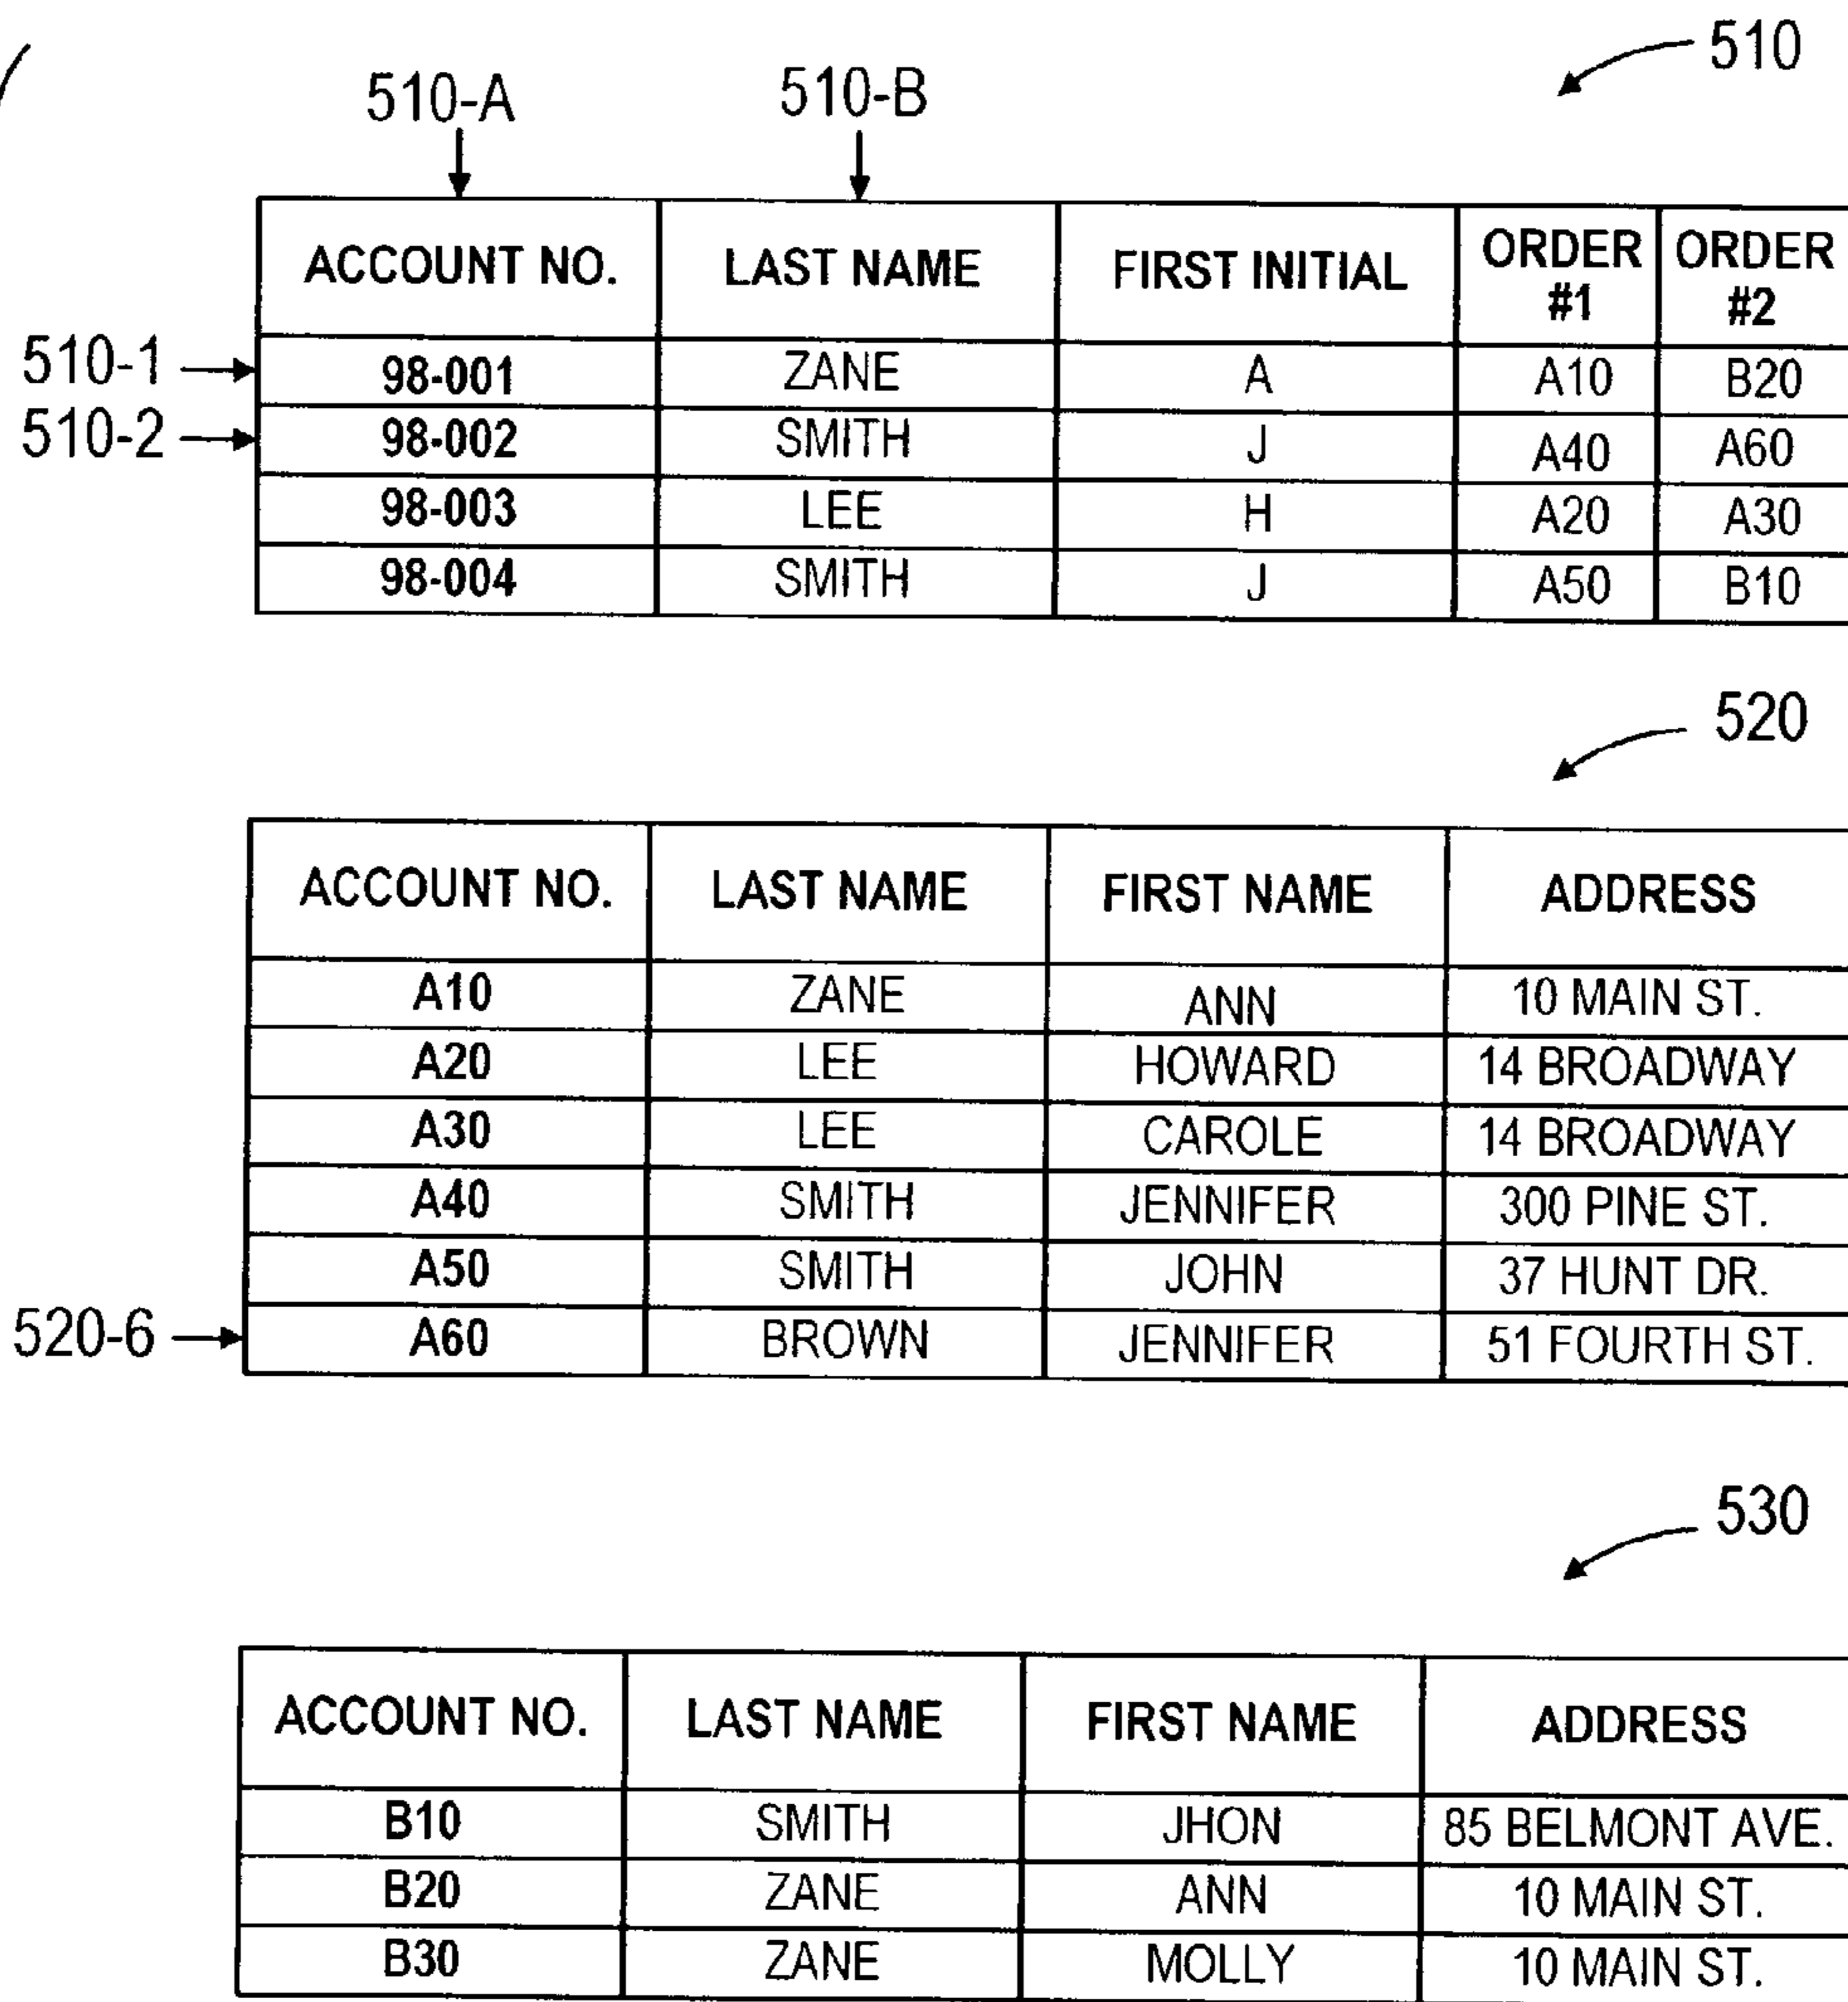 510
510-A 510-B
ACCOUNT NO. LAST NAME FIRST INITIAL ORDER #1 ORDER #2
510-1 98-001 ZANE A A10 B20
510-2 98-002 SMITH J A40 A60
98-003 LEE H A20 A30
98-004 SMITH J A50 B10
520
ACCOUNT NO. LAST NAME FIRST NAME ADDRESS
A10 ZANE ANN 10 MAIN ST.
A20 LEE HOWARD 14 BROADWAY
A30 LEE CAROLE 14 BROADWAY
A40 SMITH JENNIFER 300 PINE ST.
A50 SMITH JOHN 37 HUNT DR.
520-6 A60 BROWN JENNIFER 51 FOURTH ST.
530
ACCOUNT NO. LAST NAME FIRST NAME ADDRESS
B10 SMITH JHON 85 BELMONT AVE.
B20 ZANE ANN 10 MAIN ST.
B30 ZANE MOLLY 10 MAIN ST.